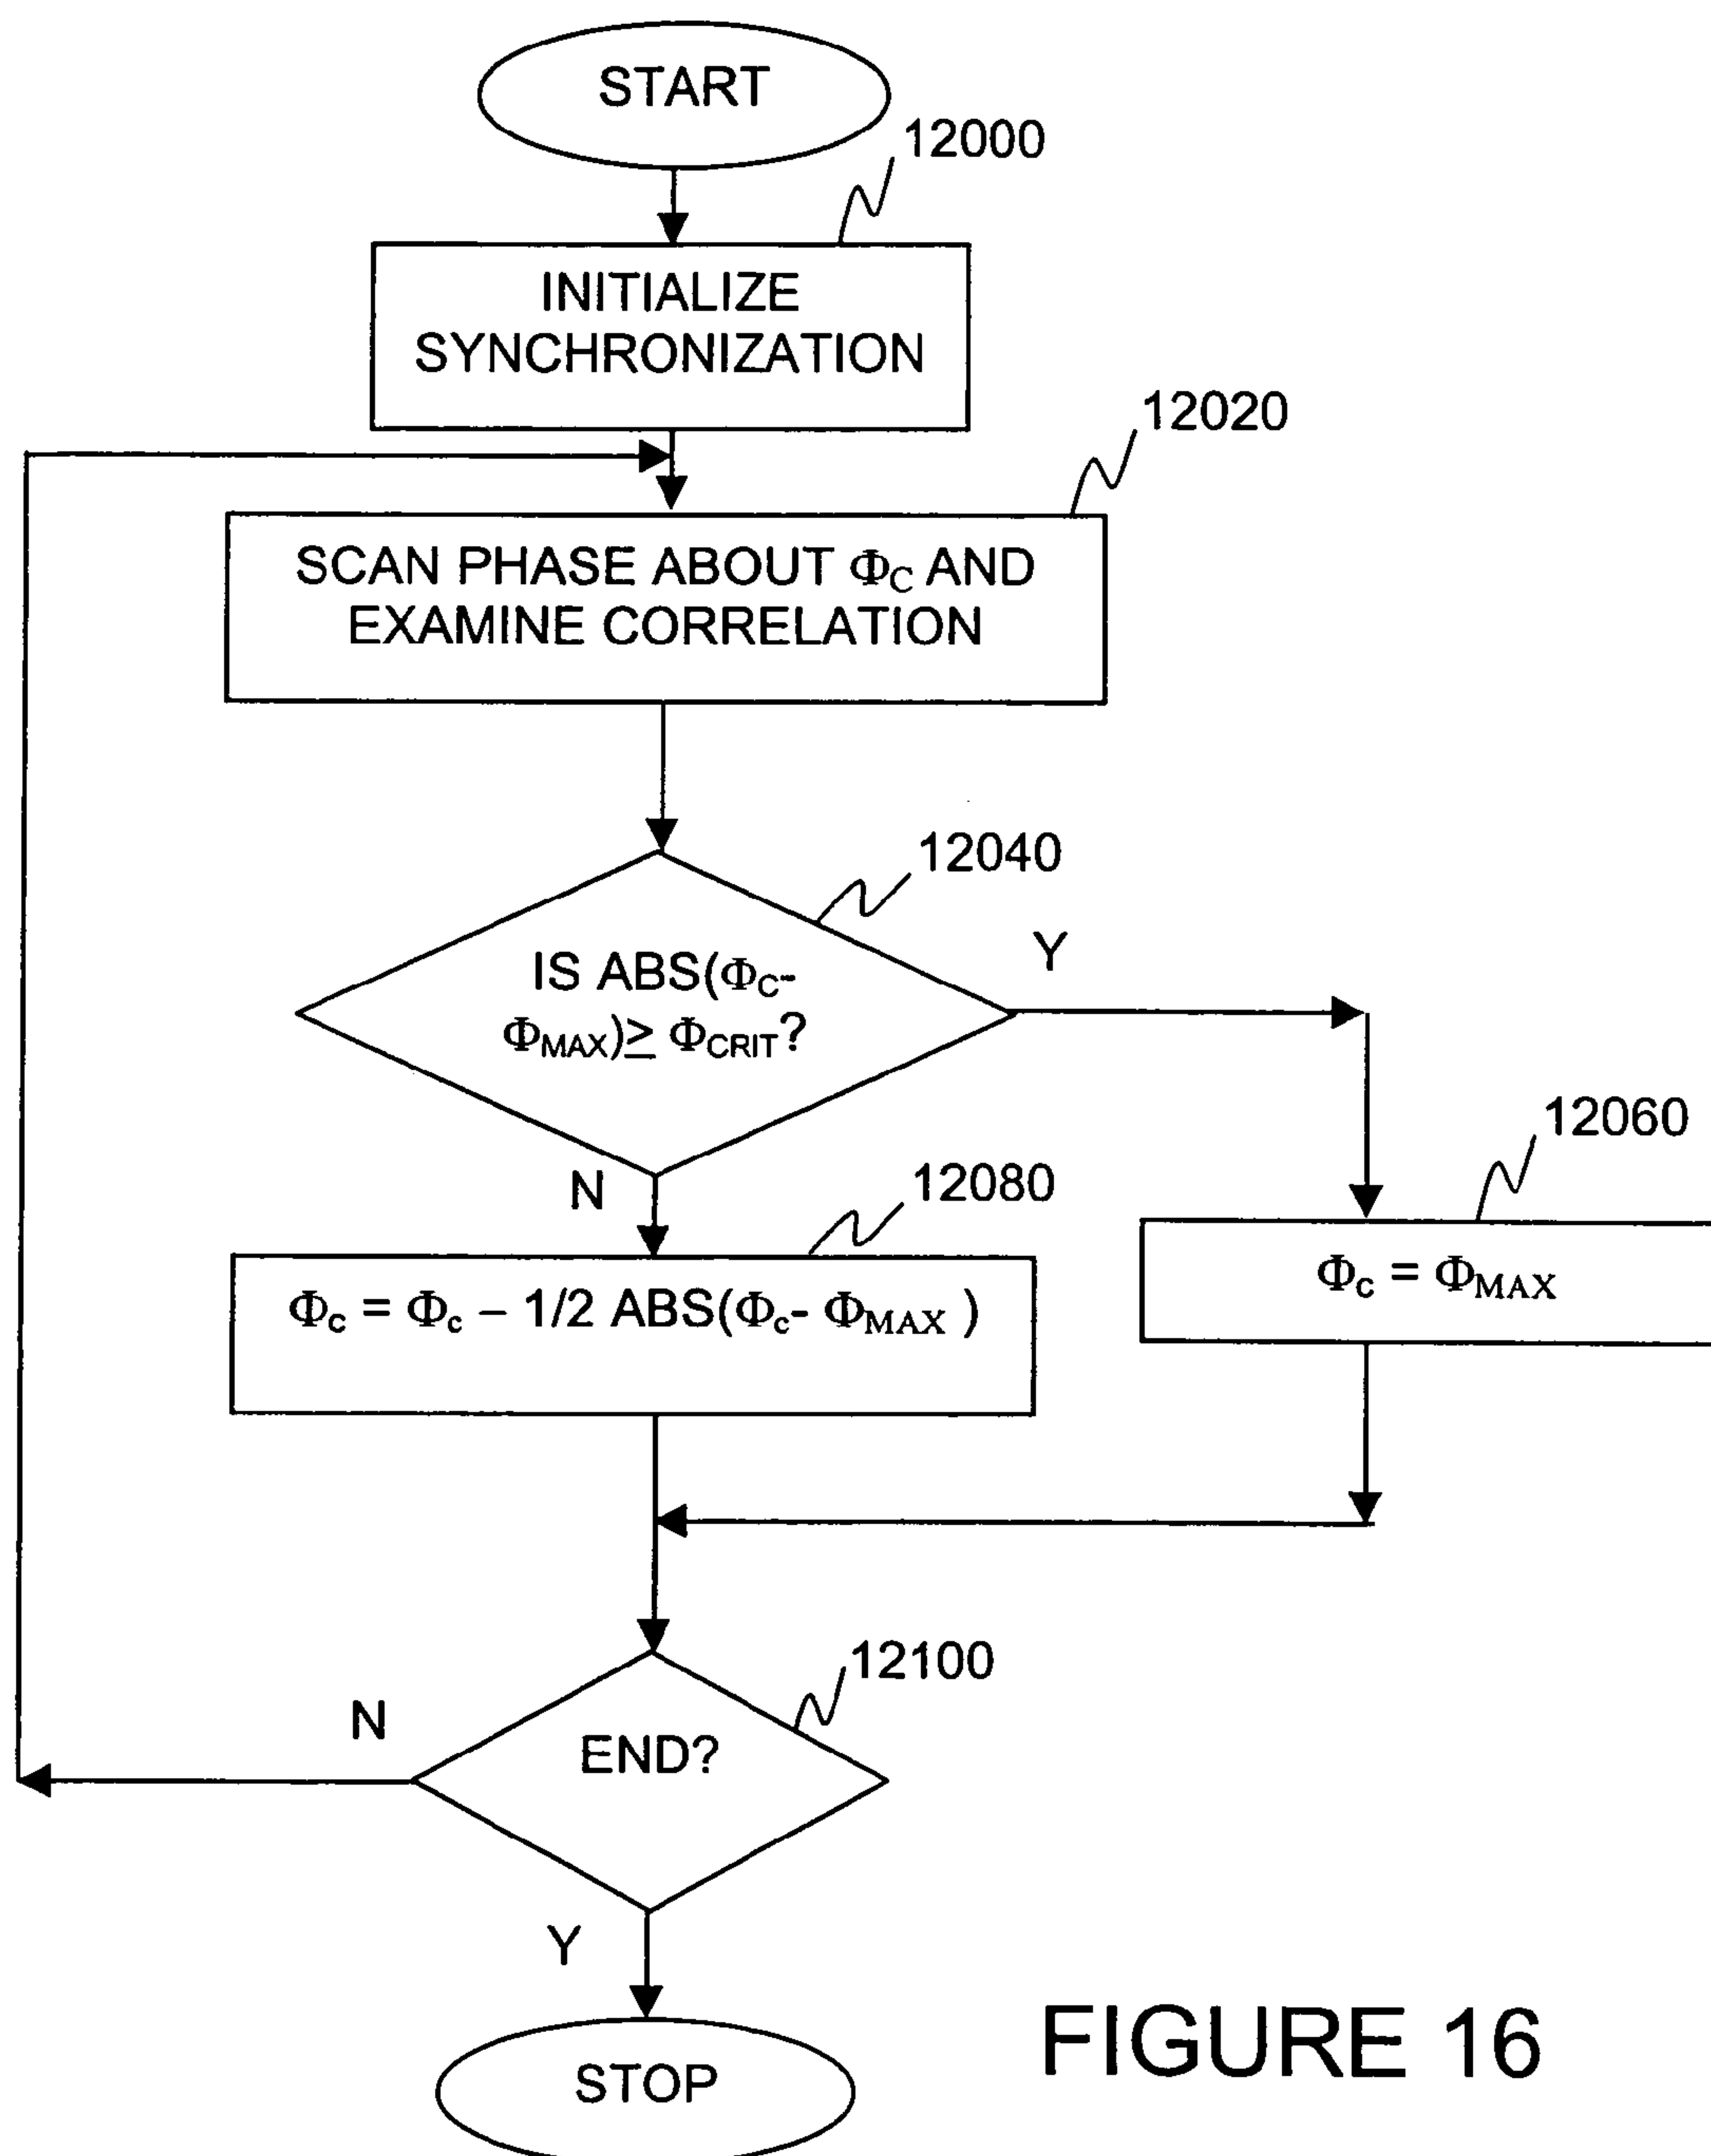 START
12000
INITIALIZE
SYNCHRONIZATION
12020
SCAN PHASE ABOUT ΦC AND
EXAMINE CORRELATION
12040
IS ABS(ΦC-
ΦMAX)≥ ΦCRIT?
Y
N
12060
Φc = ΦMAX
12080
Φc = Φc – 1/2 ABS(Φc- ΦMAX )
12100
END?
N
Y
STOP
FIGURE 16